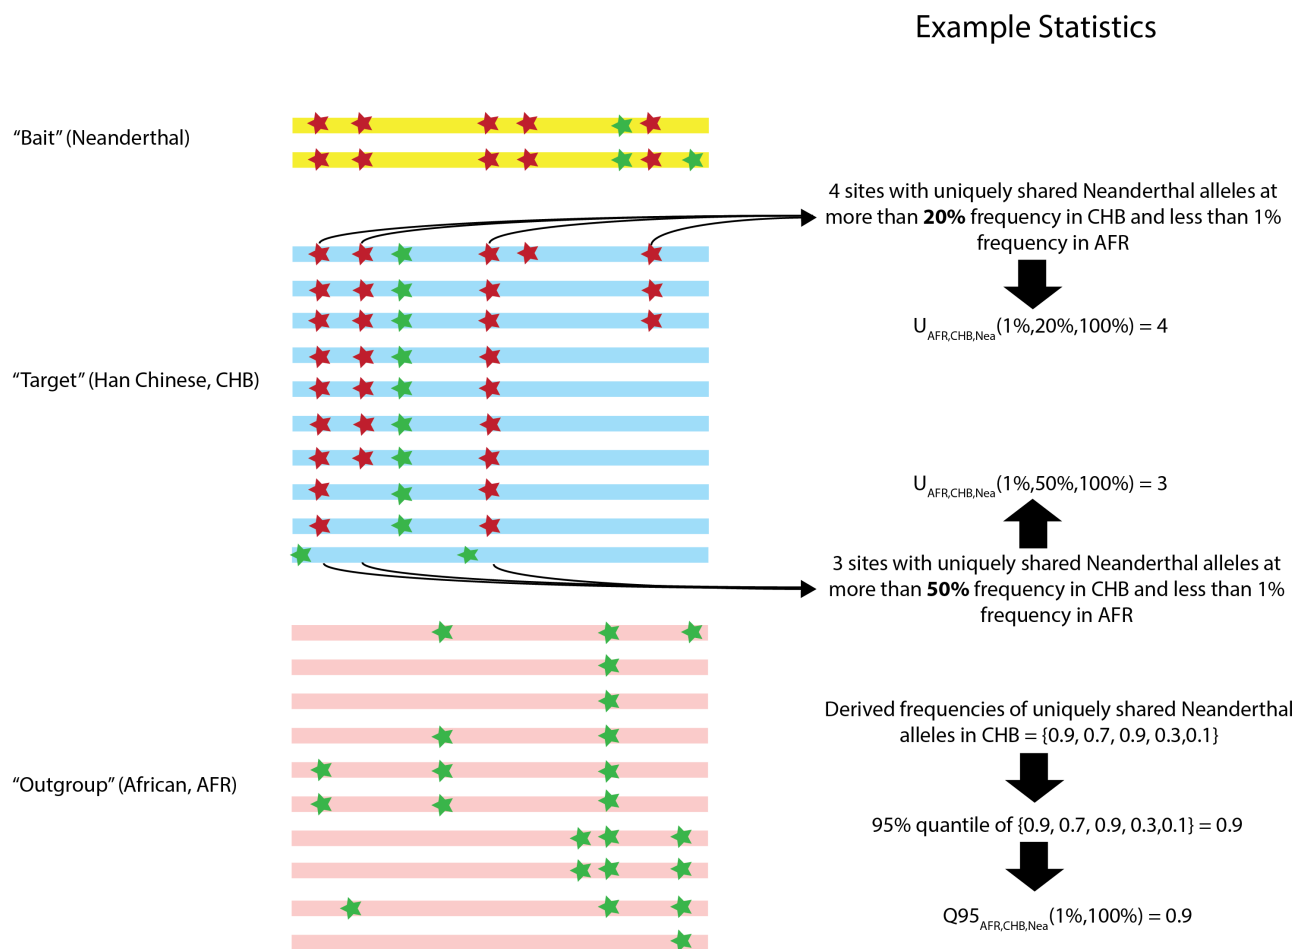 Example Statistics
“Bait” (Neanderthal)
4 sites with uniquely shared Neanderthal alleles at
more than 20% frequency in CHB and less than 1%
frequency in AFR
U AFR,CHB,Nea (1%,20%,100%) = 4
“Target” (Han Chinese, CHB)
U AFR,CHB,Nea (1%,50%,100%) = 3
3 sites with uniquely shared Neanderthal alleles at
more than 50% frequency in CHB and less than 1%
frequency in AFR
Derived frequencies of uniquely shared Neanderthal
alleles in CHB = {0.9, 0.7, 0.9, 0.3,0.1}
“Outgroup” (African, AFR)
95% quantile of {0.9, 0.7, 0.9, 0.3,0.1} = 0.9
Q95 AFR,CHB,Nea (1%,100%) = 0.9